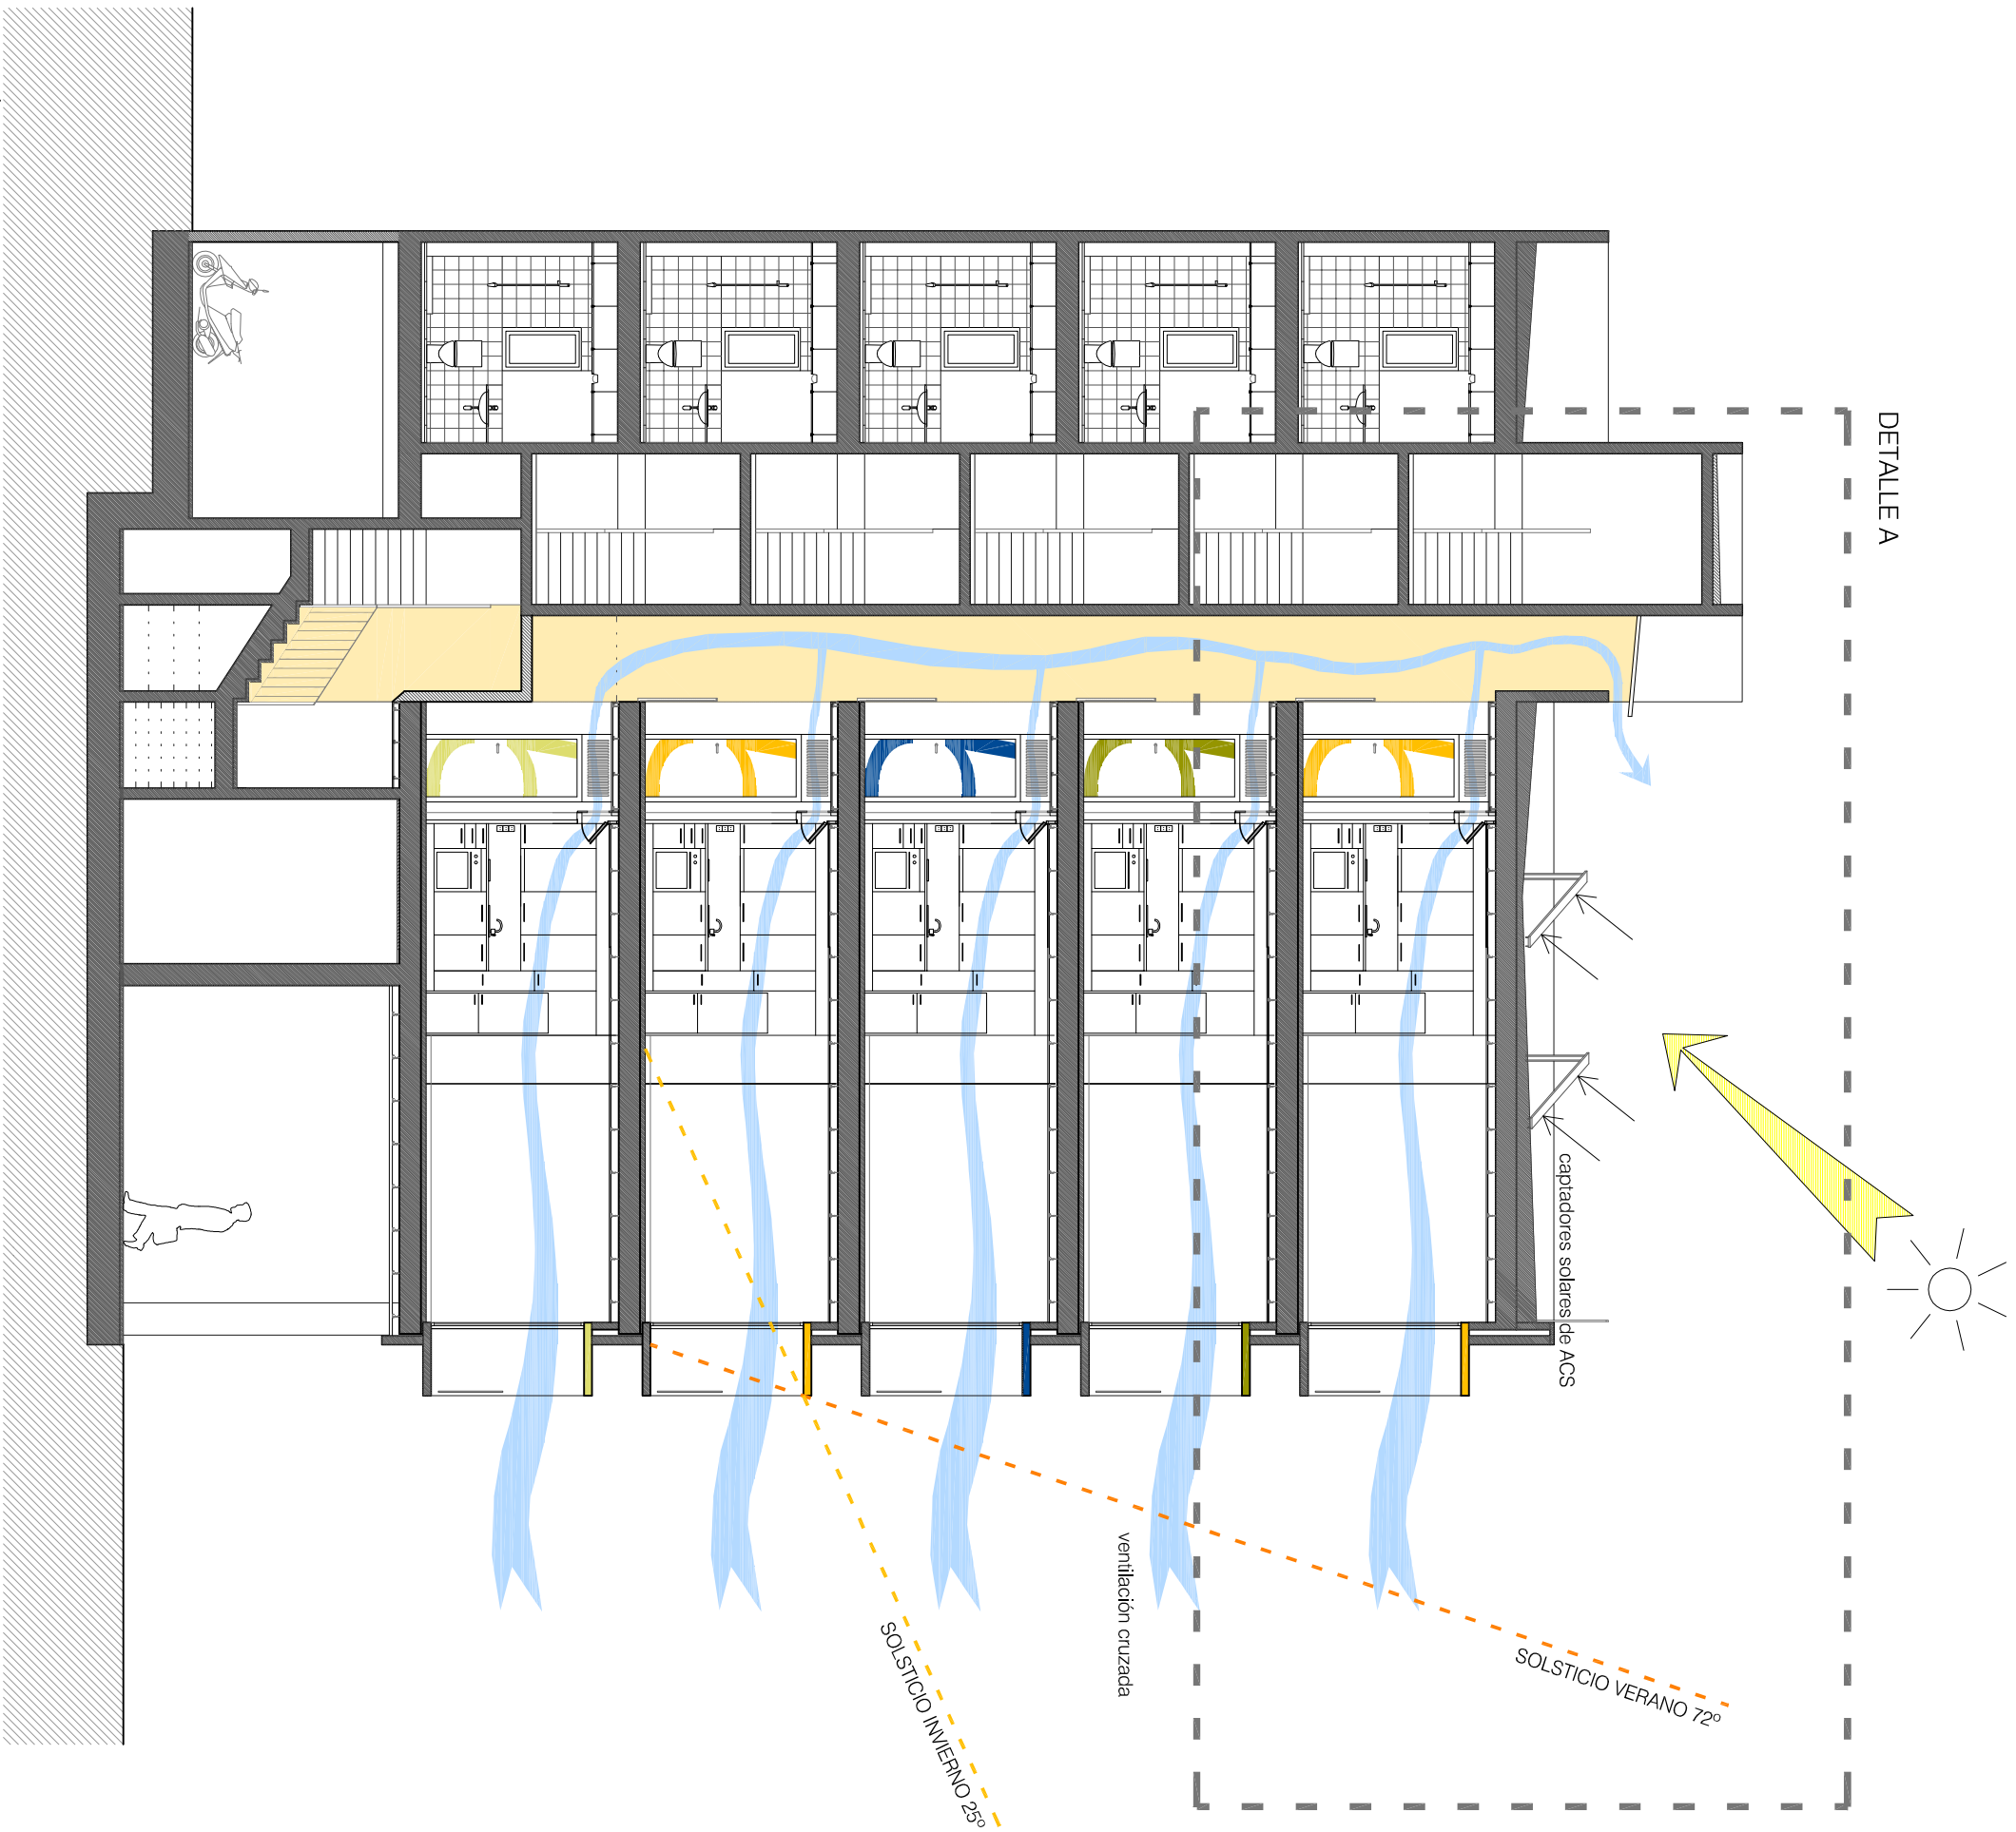 DETALLE A
captadores solares de ACS
SOLSTICIO VERANO 72º
ventilación cruzada
SOLSTICIO INVIERNO 25º